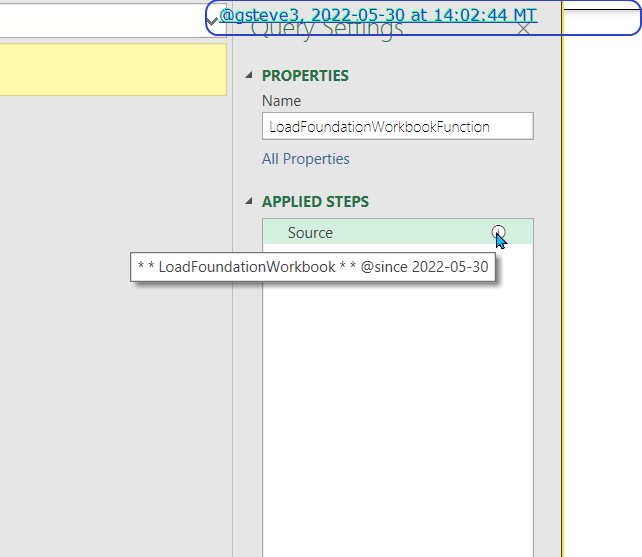 @gsteve3, 2022-05-30 at 14:02:44 MT
Query Settings
PROPERTIES
Name
LoadFoundationWorkbookFunction
All Properties
APPLIED STEPS
Source
* * LoadFoundationWorkbook * * @since 2022-05-30